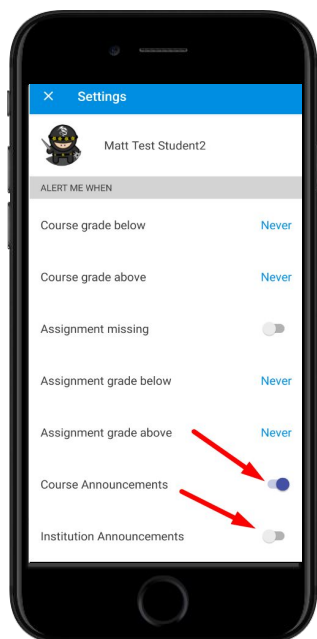 × Settings
Matt Test Student2
ALERT ME WHEN
Course grade below Never
Course grade above Never
Assignment missing
Assignment grade below Never
Assignment grade above Never
Course Announcements
Institution Announcements